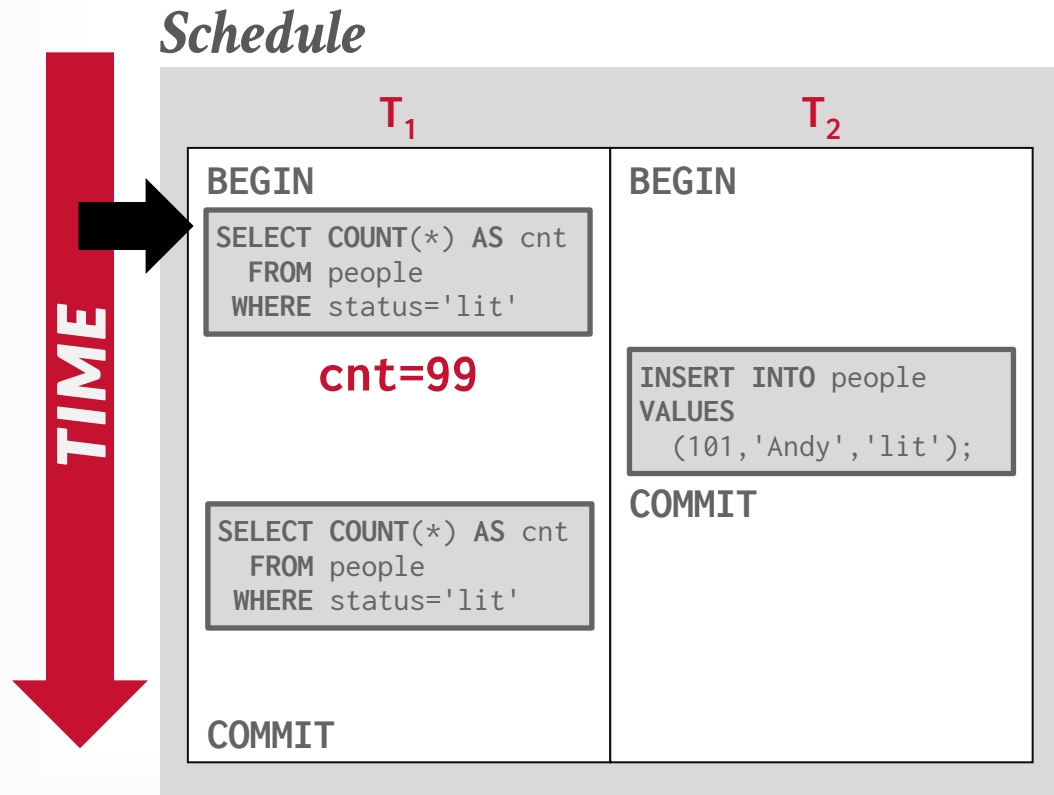 Schedule
TIME
T₁
T₂
BEGIN
SELECT COUNT(*) AS cnt
FROM people
WHERE status='lit'
cnt=99
SELECT COUNT(*) AS cnt
FROM people
WHERE status='lit'
COMMIT
BEGIN
INSERT INTO people
VALUES
(101,'Andy','lit');
COMMIT